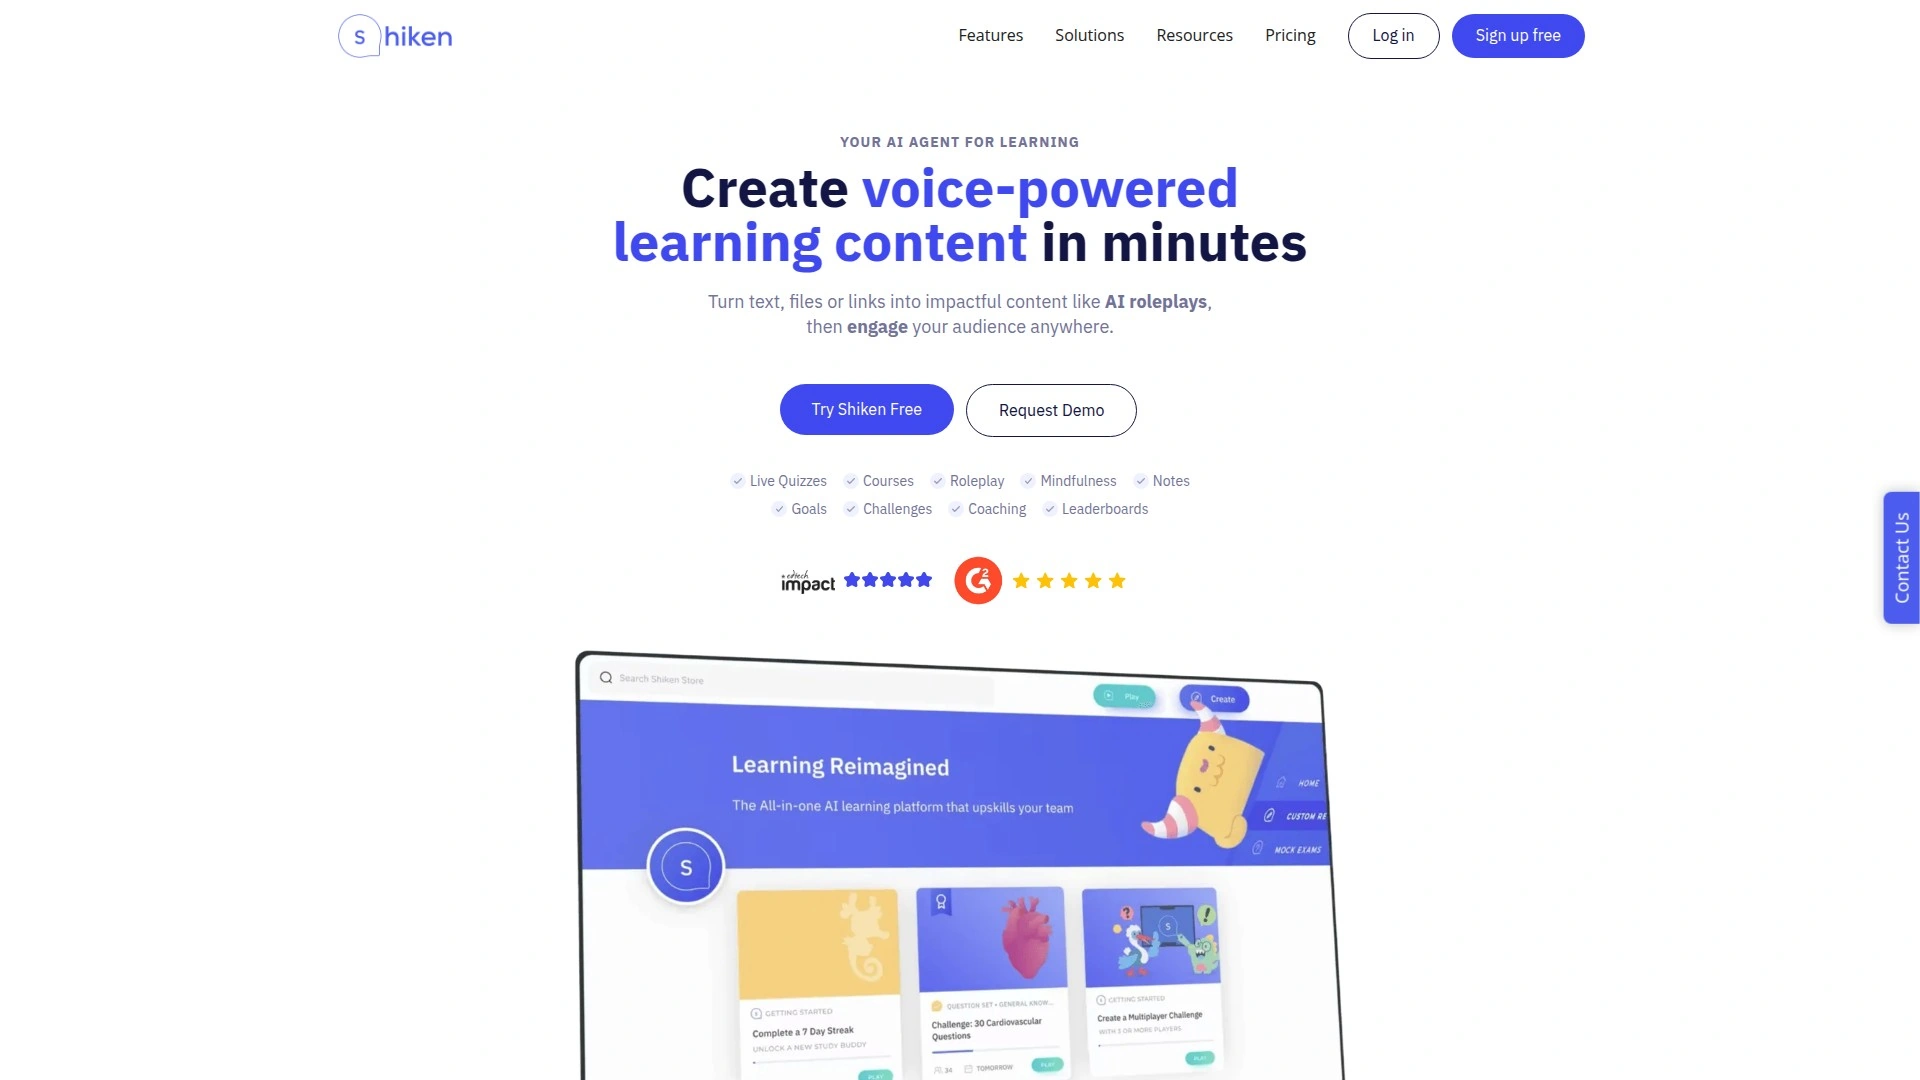 Shiken
Features Solutions Resources Pricing Log in Sign up free
YOUR AI AGENT FOR LEARNING
Create voice-powered
learning content in minutes
Turn text, files or links into impactful content like AI roleplays,
then engage your audience anywhere.
Try Shiken Free Request Demo
Live Quizzes Courses Roleplay Mindfulness Notes
Goals Challenges Coaching Leaderboards
edtech
impact
G2
Contact Us
Search Shiken Store
Play Create
Learning Reimagined
The All-in-one AI learning platform that upskills your team
HOME
CUSTOM RE
MOCK EXAMS
S
GETTING STARTED
Complete a 7 Day Streak
UNLOCK A NEW STUDY BUDDY
PLAY
QUESTION SET • GENERAL KNOW...
Challenge: 30 Cardiovascular
Questions
34 TOMORROW PLAY
? S !
GETTING STARTED
Create a Multiplayer Challenge
WITH 3 OR MORE PLAYERS
PLAY